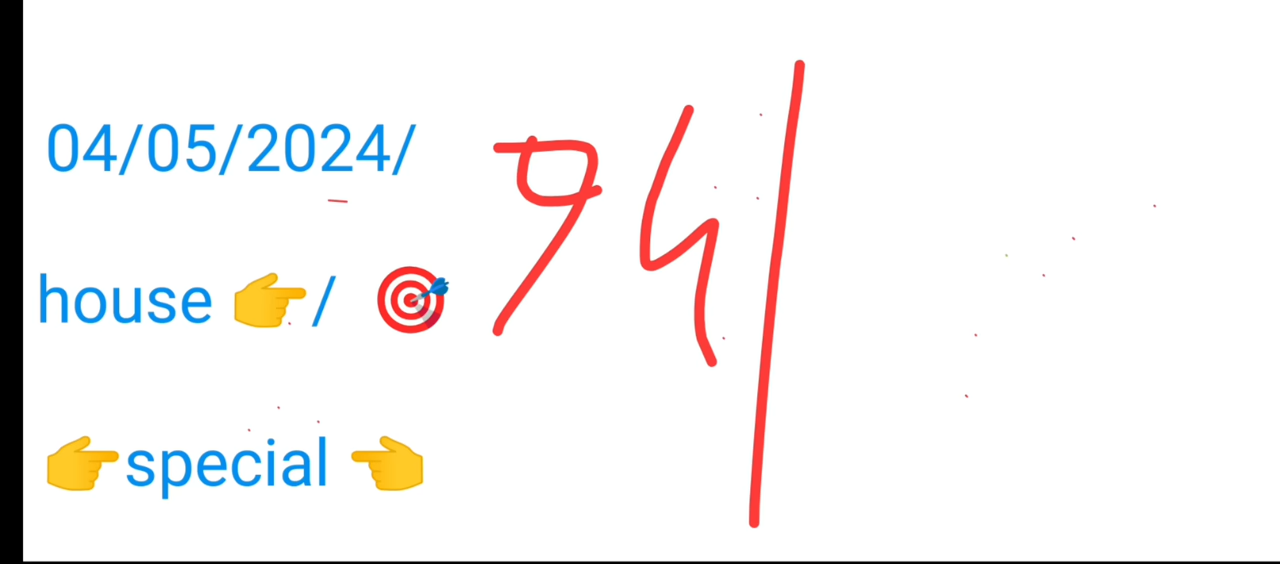 04/05/2024/ 94/
house 👉/ 🎯
👉special 👈